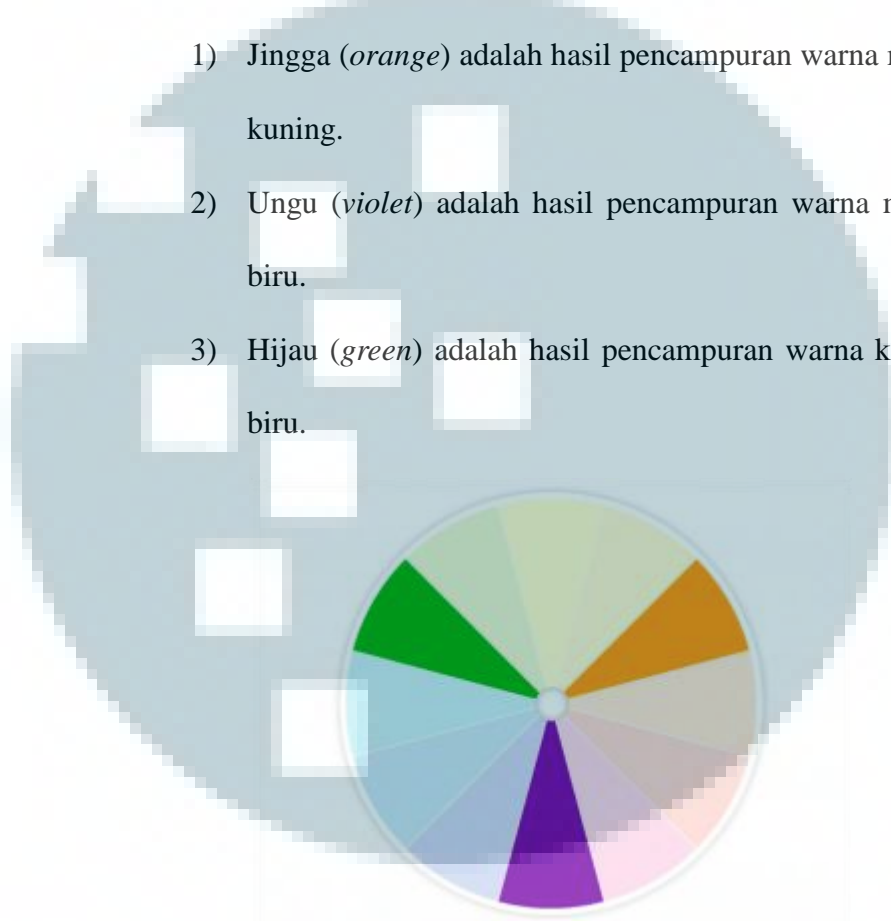 1) Jingga (orange) adalah hasil pencampuran warna
kuning.
2) Ungu (violet) adalah hasil pencampuran warna
biru.
3) Hijau (green) adalah hasil pencampuran warna
biru.